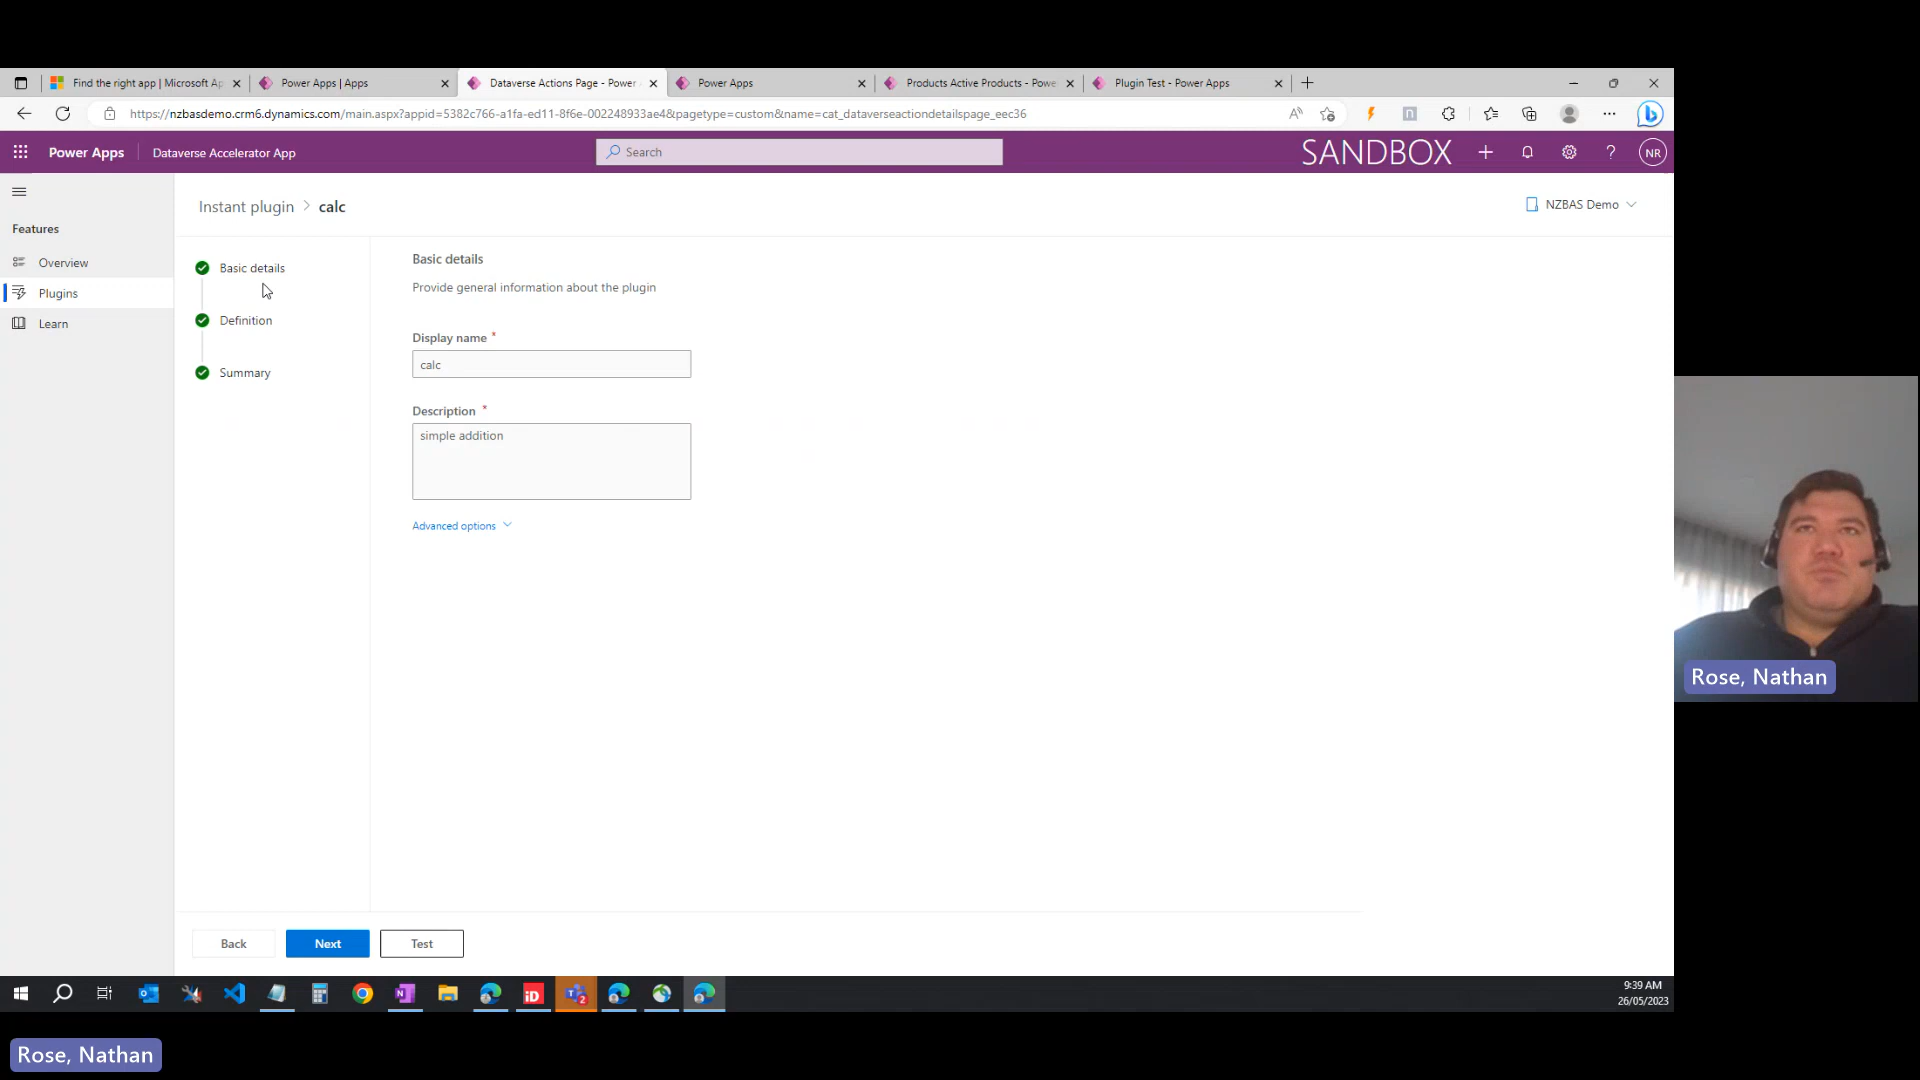 Find the right app | Microsoft Ap
Power Apps | Apps
Dataverse Actions Page - Power
Power Apps
Products Active Products - Powe
Plugin Test - Power Apps
https://nzbasdemo.crm6.dynamics.com/main.aspx?appid=5382c766-a1fa-ed11-8f6e-002248933ae4&pagetype=custom&name=cat_dataverseactiondetailspage_eec36
Power Apps
Dataverse Accelerator App
Search
SANDBOX
NR
Instant plugin > calc
NZBAS Demo
Features
Overview
Plugins
Learn
Basic details
Definition
Summary
Basic details
Provide general information about the plugin
Display name *
calc
Description *
simple addition
Advanced options
Back
Next
Test
9:39 AM
26/05/2023
Rose, Nathan
Rose, Nathan